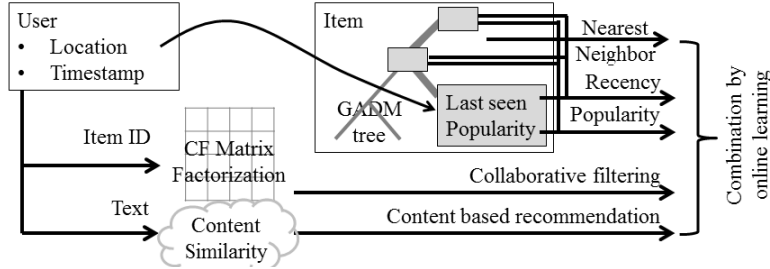 User
• Location
• Timestamp
Item
GADM
tree
Last seen
Popularity
Nearest
Neighbor
Recency
Popularity
Item ID
CF Matrix
Factorization
Collaborative filtering
Text
Content
Similarity
Content based recommendation
Combination by
online learning